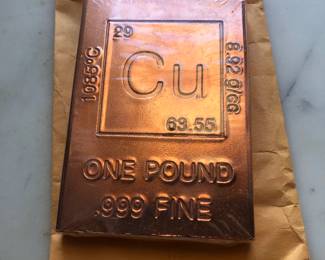 29
1085°C
Cu
8.92 g/cc
63.55
ONE POUND
.999 FINE